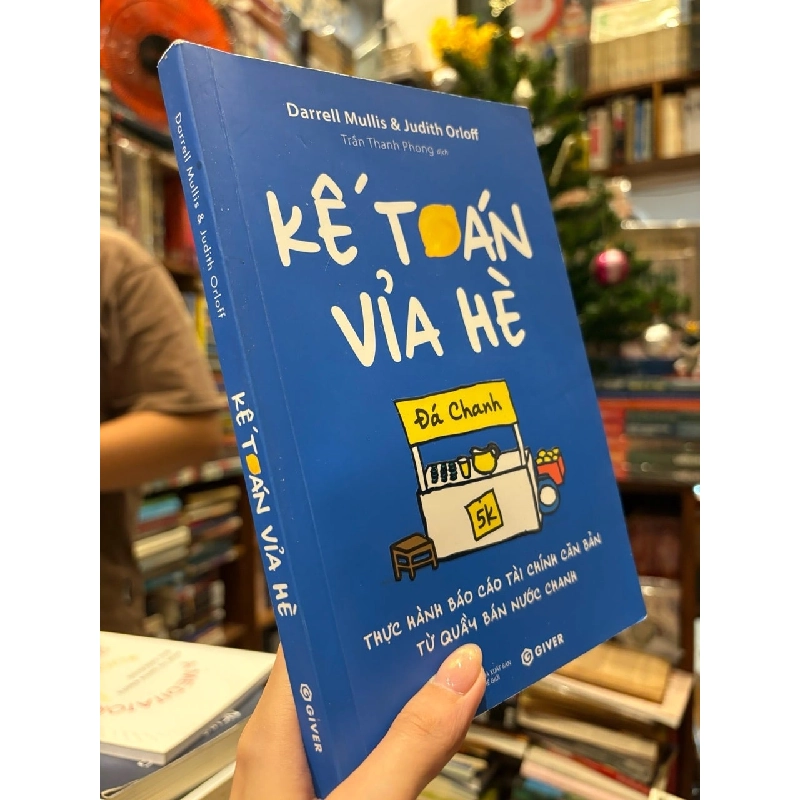 Darrell Mullis & Judith Orloff
Trần Thanh Phong dịch
KẾ TOÁN
VỈA HÈ
Đá Chanh
5K
THỰC HÀNH BÁO CÁO TÀI CHÍNH CĂN BẢN
TỪ QUẦY BÁN NƯỚC CHANH
GIVER
Darrell Mullis & Judith Orloff
KẾ TOÁN VỈA HÈ
GIVER